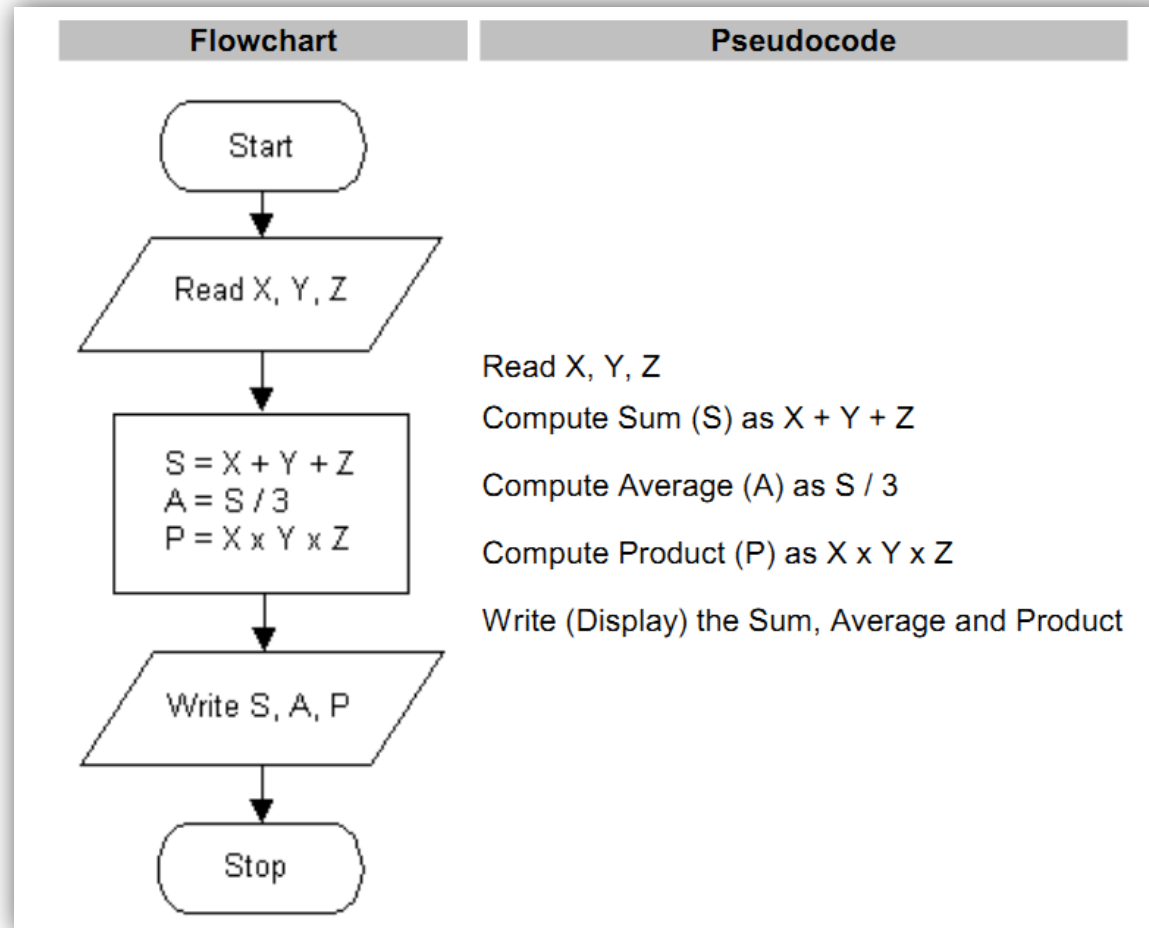 Flowchart
Pseudocode
Start
Read X, Y, Z
S = X + Y + Z
A = S / 3
P = X x Y x Z
Write S, A, P
Stop
Read X, Y, Z
Compute Sum (S) as X + Y + Z
Compute Average (A) as S / 3
Compute Product (P) as X x Y x Z
Write (Display) the Sum, Average and Product